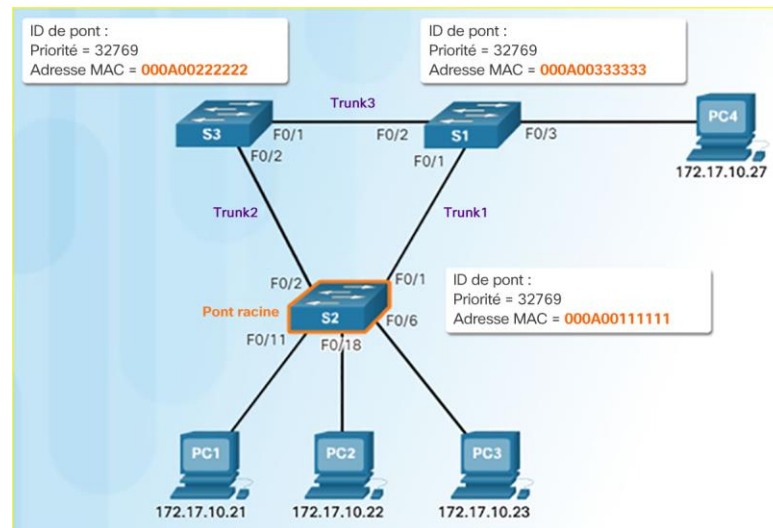 ID de pont :
Priorité = 32769
Adresse MAC = 000A00222222
ID de pont :
Priorité = 32769
Adresse MAC = 000A00333333
Trunk3
S3
F0/1
F0/2
S1
F0/3
PC4
F0/2
F0/1
172.17.10.27
Trunk2
Trunk1
F0/2
F0/1
ID de pont :
Priorité = 32769
Adresse MAC = 000A00111111
Pont racine
S2
F0/6
F0/11
F0/18
PC1
PC2
PC3
172.17.10.21
172.17.10.22
172.17.10.23